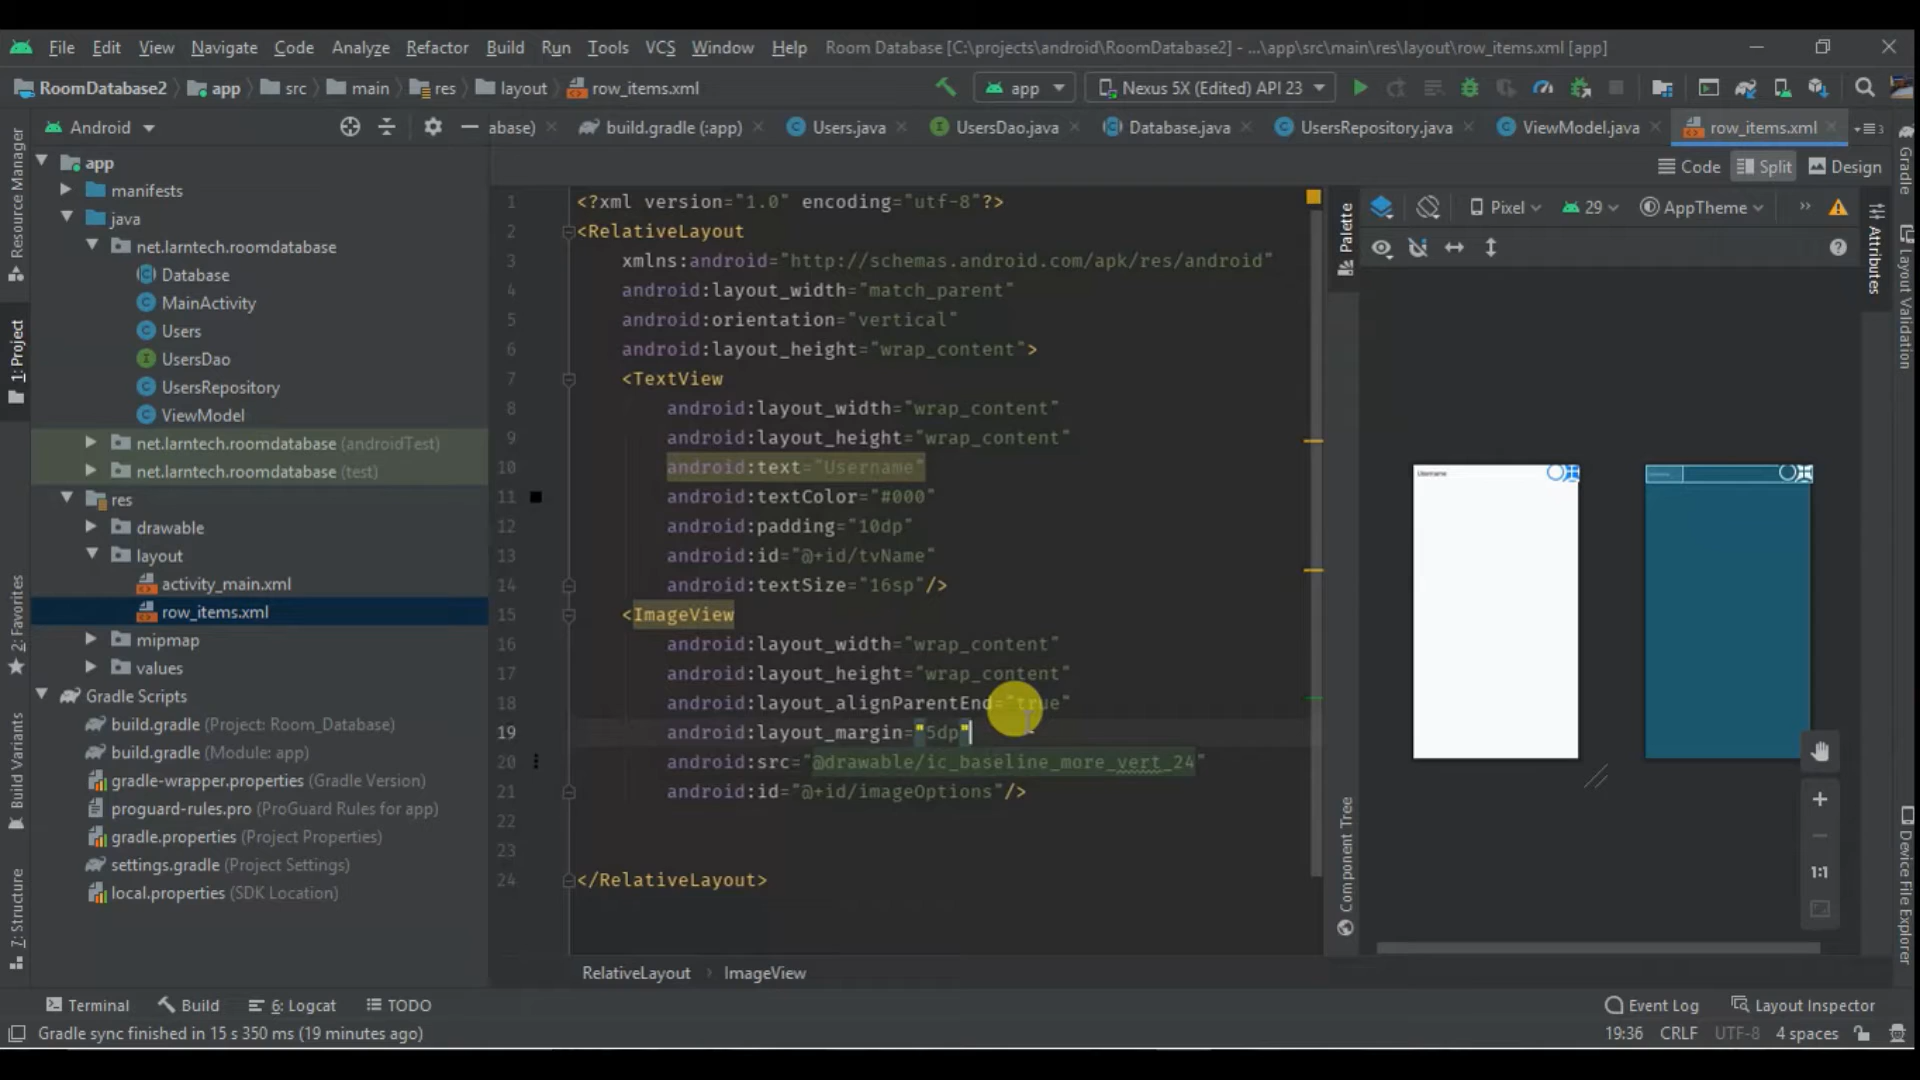 File Edit View Navigate Code Analyze Refactor Build Run Tools VCS Window Help Room Database [C:\projects\android\RoomDatabase2] - ...\app\src\main\res\layout\row_items.xml [app]
RoomDatabase2 app src main res layout row_items.xml app Nexus 5X (Edited) API 23
Android abase) build.gradle (:app) Users.java UsersDao.java Database.java UsersRepository.java ViewModel.java row_items.xml
Code Split Design
Resource Manager
1: Project
2: Favorites
Build Variants
7: Structure
app
manifests
java
net.larntech.roomdatabase
Database
MainActivity
Users
UsersDao
UsersRepository
ViewModel
net.larntech.roomdatabase (androidTest)
net.larntech.roomdatabase (test)
res
drawable
layout
activity_main.xml
row_items.xml
mipmap
values
Gradle Scripts
build.gradle (Project: Room_Database)
build.gradle (Module: app)
gradle-wrapper.properties (Gradle Version)
proguard-rules.pro (ProGuard Rules for app)
gradle.properties (Project Properties)
settings.gradle (Project Settings)
local.properties (SDK Location)
1 <?xml version="1.0" encoding="utf-8"?>
2 <RelativeLayout
3 xmlns:android="http://schemas.android.com/apk/res/android"
4 android:layout_width="match_parent"
5 android:orientation="vertical"
6 android:layout_height="wrap_content">
7 <TextView
8 android:layout_width="wrap_content"
9 android:layout_height="wrap_content"
10 android:text="Username"
11 android:textColor="#000"
12 android:padding="10dp"
13 android:id="@+id/tvName"
14 android:textSize="16sp"/>
15 <ImageView
16 android:layout_width="wrap_content"
17 android:layout_height="wrap_content"
18 android:layout_alignParentEnd="true"
19 android:layout_margin="5dp"
20 android:src="@drawable/ic_baseline_more_vert_24"
21 android:id="@+id/imageOptions"/>
22
23
24 </RelativeLayout>
RelativeLayout ImageView
Palette
Component Tree
Pixel 29 AppTheme
Username
1:1
Attributes
Gradle
Layout Validation
Device File Explorer
Terminal Build 6: Logcat TODO Event Log Layout Inspector
Gradle sync finished in 15 s 350 ms (19 minutes ago) 19:36 CRLF UTF-8 4 spaces